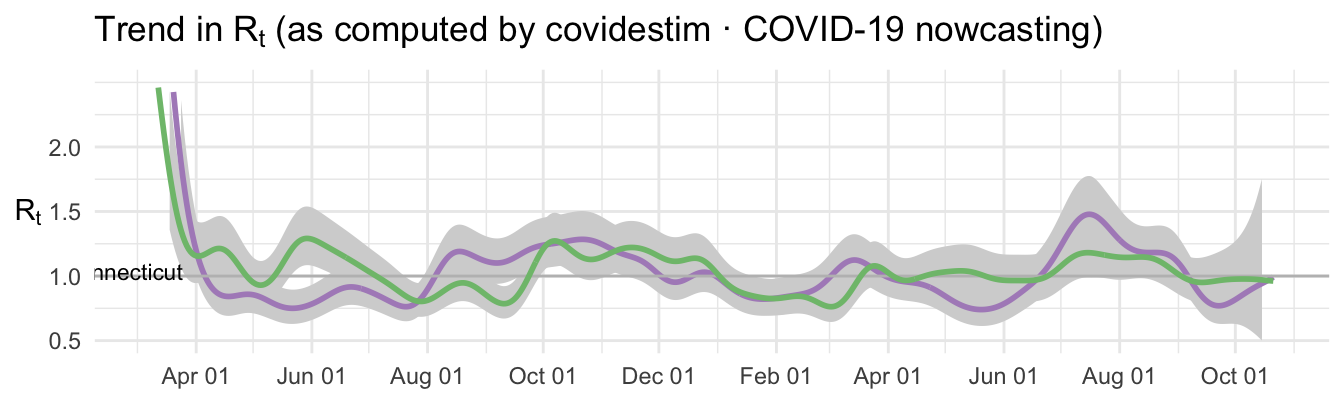 Trend in Rt (as computed by covidestim · COVID-19 nowcasting)
2.0
Rt
1.5
nnecticut
1.0
0.5
Apr 01 Jun 01 Aug 01 Oct 01 Dec 01 Feb 01 Apr 01 Jun 01 Aug 01 Oct 01